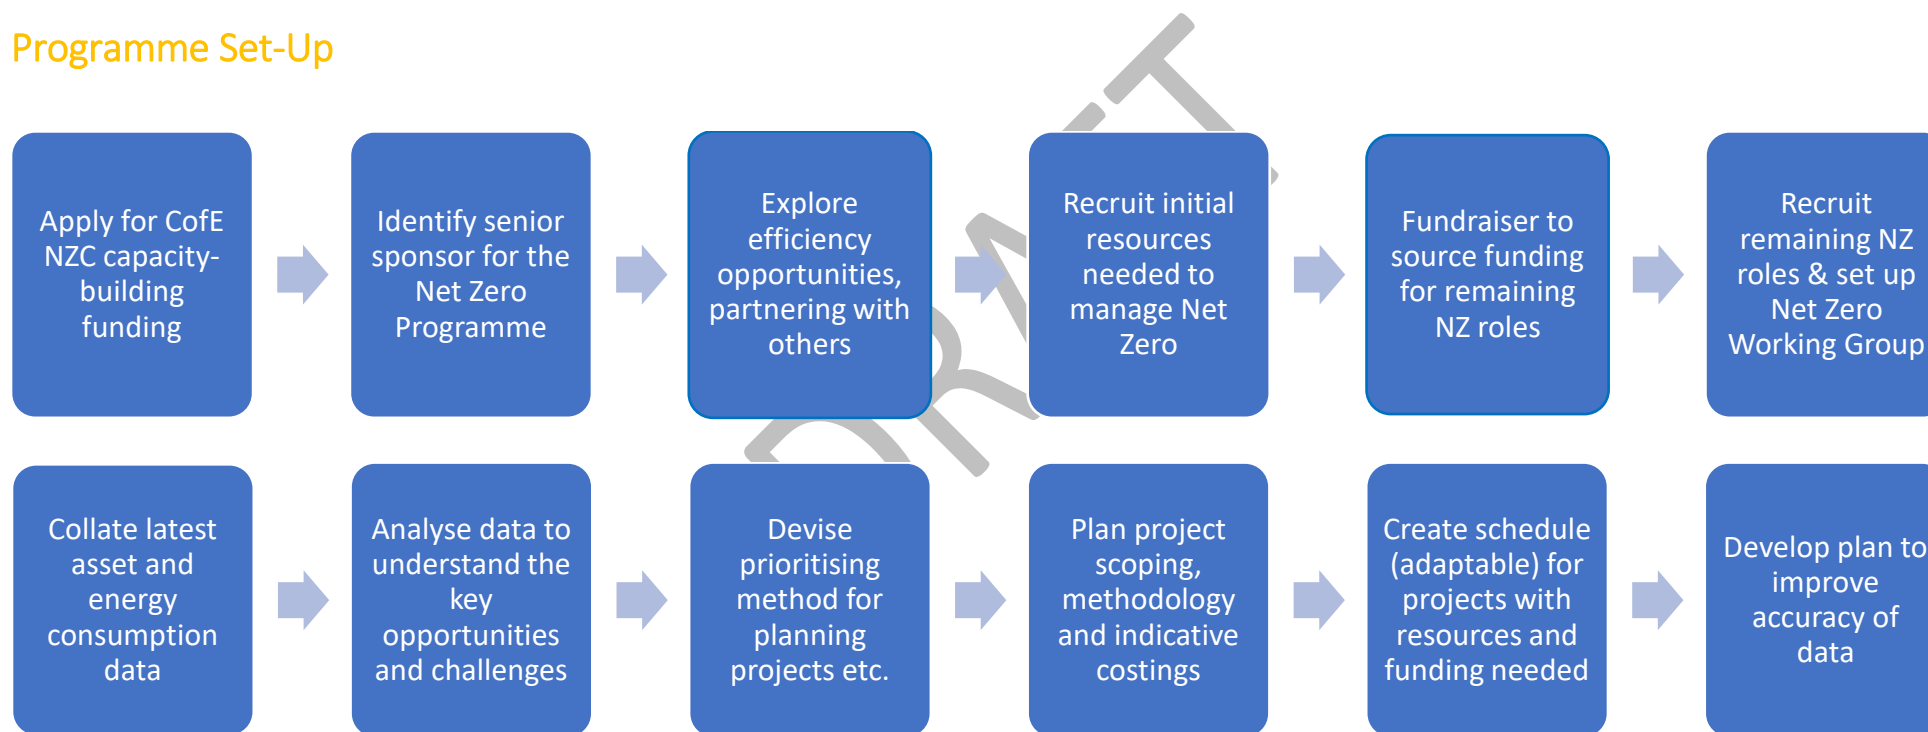 Programme Set-Up
Apply for CofE
NZC capacity-
building
funding
Identify senior
sponsor for the
Net Zero
Programme
Explore
efficiency
opportunities,
partnering with
others
Recruit initial
resources
needed to
manage Net
Zero
Fundraiser to
source funding
for remaining
NZ roles
Recruit
remaining NZ
roles & set up
Net Zero
Working Group
Collate latest
asset and
energy
consumption
data
Analyse data to
understand the
key
opportunities
and challenges
Devise
prioritising
method for
planning
projects etc.
Plan project
scoping,
methodology
and indicative
costings
Create schedule
(adaptable) for
projects with
resources and
funding needed
Develop plan to
improve
accuracy of
data
DRAFT